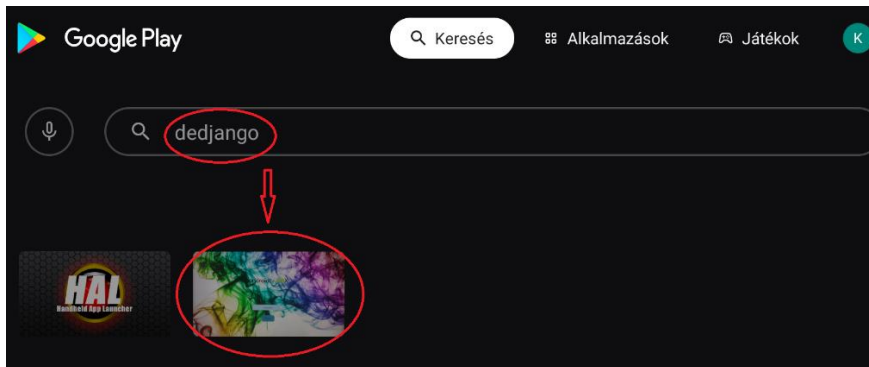 Google Play
Keresés
Alkalmazások
Játékok
K
dedjango
HAL
Handheld App Launcher